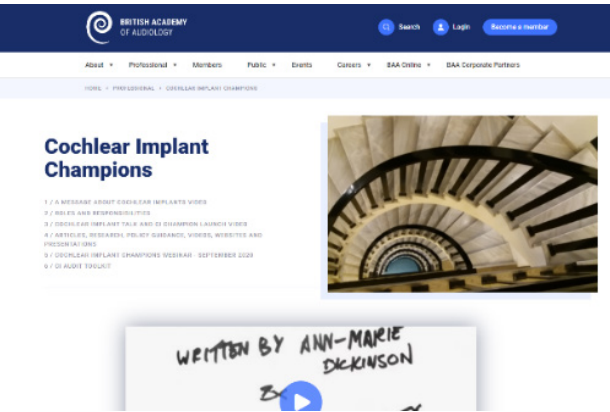 BRITISH ACADEMY
OF AUDIOLOGY
Search
Login
Become a member
About
Professional
Members
Public
Events
Careers
BAA Online
BAA Corporate Partners
HOME > PROFESSIONAL > COCHLEAR IMPLANT CHAMPIONS
Cochlear Implant
Champions
1 / A MESSAGE ABOUT COCHLEAR IMPLANTS VIDEO
2 / ROLES AND RESPONSIBILITIES
3 / COCHLEAR IMPLANT TALK AND CI CHAMPION LAUNCH VIDEO
4 / ARTICLES, RESEARCH, POLICY GUIDANCE, VIDEOS, WEBSITES AND
PRESENTATIONS
5 / COCHLEAR IMPLANT CHAMPIONS WEBINAR - SEPTEMBER 2020
6 / CI AUDIT TOOLKIT
WRITTEN BY ANN-MARIE
DICKINSON